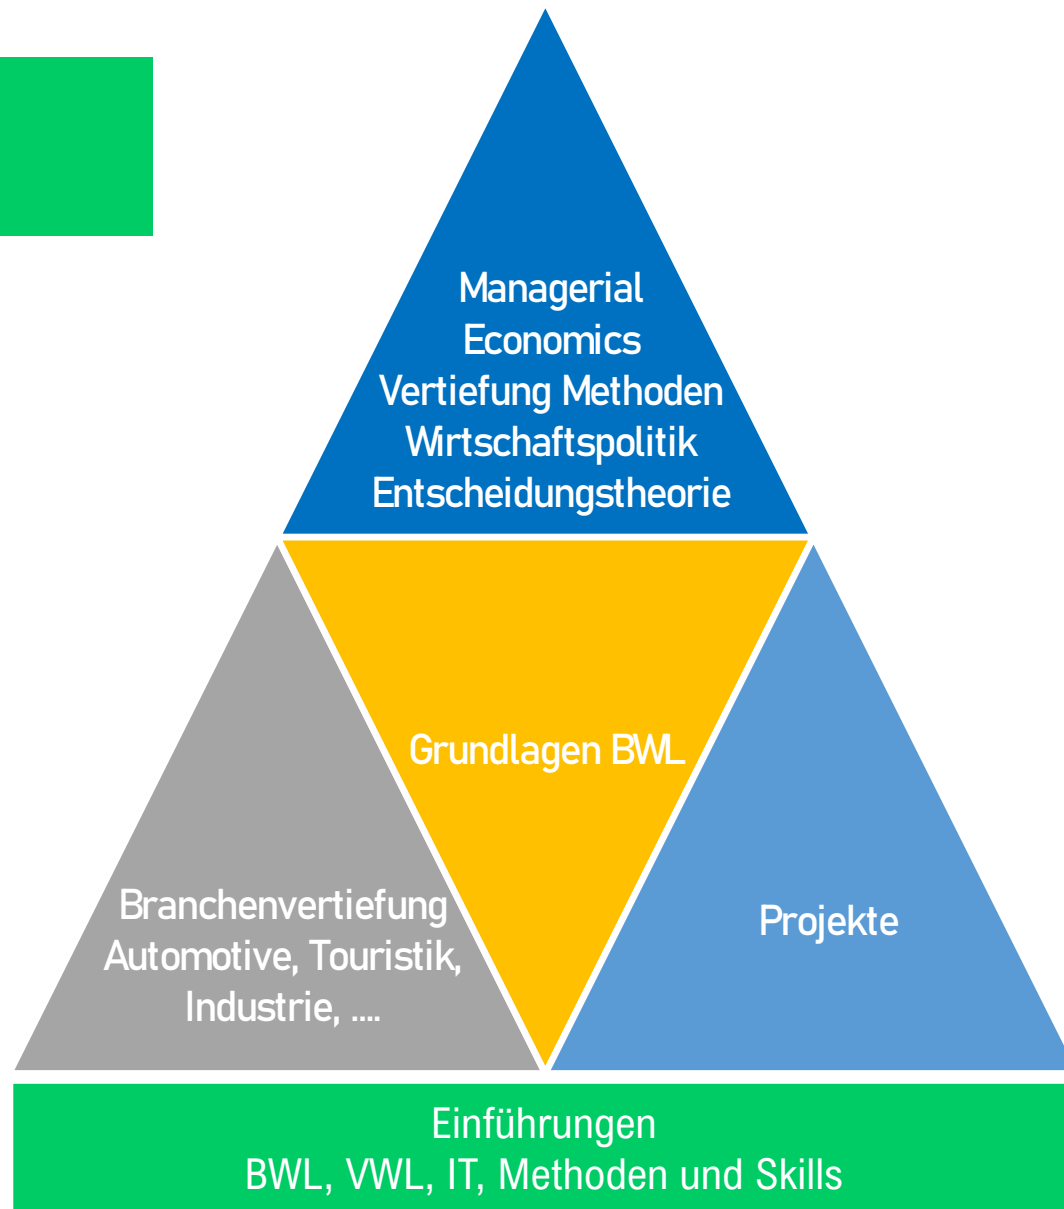 Managerial
Economics
Vertiefung Methoden
Wirtschaftspolitik
Entscheidungstheorie
Grundlagen BWL
Branchenvertiefung
Automotive, Touristik,
Industrie, ....
Projekte
Einführungen
BWL, VWL, IT, Methoden und Skills